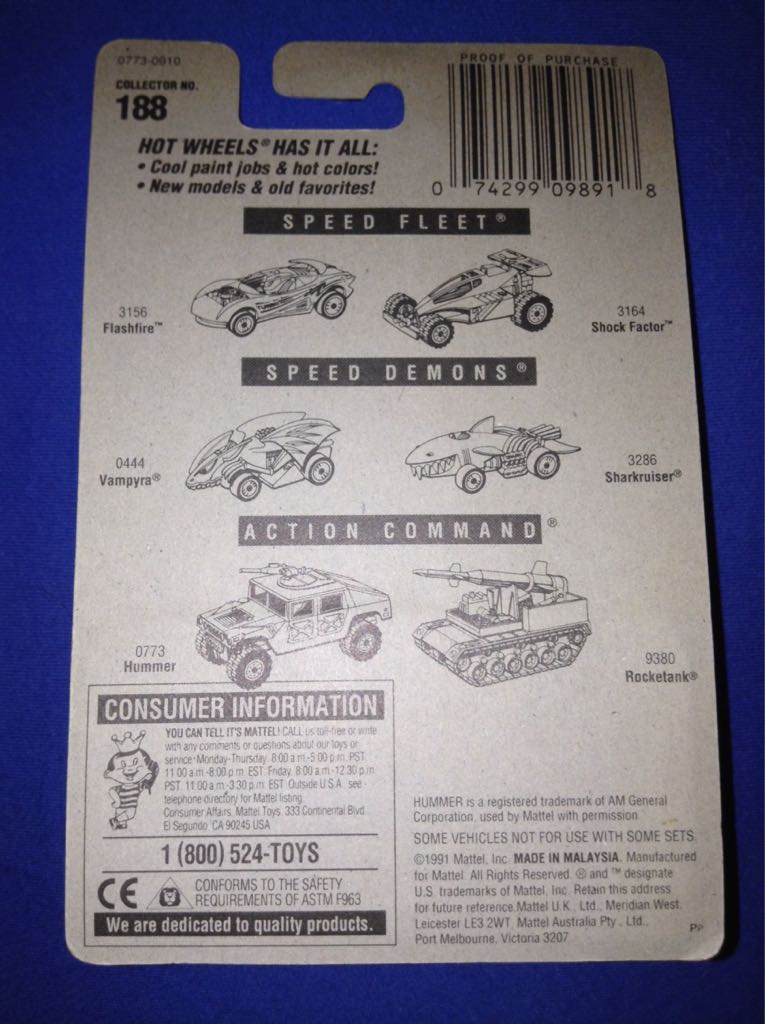 0773-0910
COLLECTOR NO.
188
PROOF OF PURCHASE
0 74299 09891 8
HOT WHEELS® HAS IT ALL:
• Cool paint jobs & hot colors!
• New models & old favorites!
SPEED FLEET®
3156
Flashfire™
3164
Shock Factor™
SPEED DEMONS®
0444
Vampyra®
3286
Sharkruiser®
ACTION COMMAND®
0773
Hummer
9380
Rocketank®
CONSUMER INFORMATION
YOU CAN TELL IT'S MATTEL! CALL us toll-free or write
with any comments or questions about our toys or
service Monday-Thursday 8:00 a.m.-5:00 p.m. PST.
11:00 a.m.-8:00 p.m. EST. Friday 8:00 a.m.-12:30 p.m.
PST. 11:00 a.m.-3:30 p.m. EST. Outside U.S.A. see
telephone directory for Mattel listing.
Consumer Affairs, Mattel Toys, 333 Continental Blvd.
El Segundo, CA 90245 USA
1 (800) 524-TOYS
CE CONFORMS TO THE SAFETY
REQUIREMENTS OF ASTM F963
We are dedicated to quality products.
HUMMER is a registered trademark of AM General
Corporation, used by Mattel with permission.
SOME VEHICLES NOT FOR USE WITH SOME SETS.
©1991 Mattel, Inc. MADE IN MALAYSIA. Manufactured
for Mattel. All Rights Reserved. ® and ™ designate
U.S. trademarks of Mattel, Inc. Retain this address
for future reference. Mattel U.K., Ltd., Meridian West,
Leicester LE3 2WT. Mattel Australia Pty., Ltd.,
Port Melbourne, Victoria 3207
PP